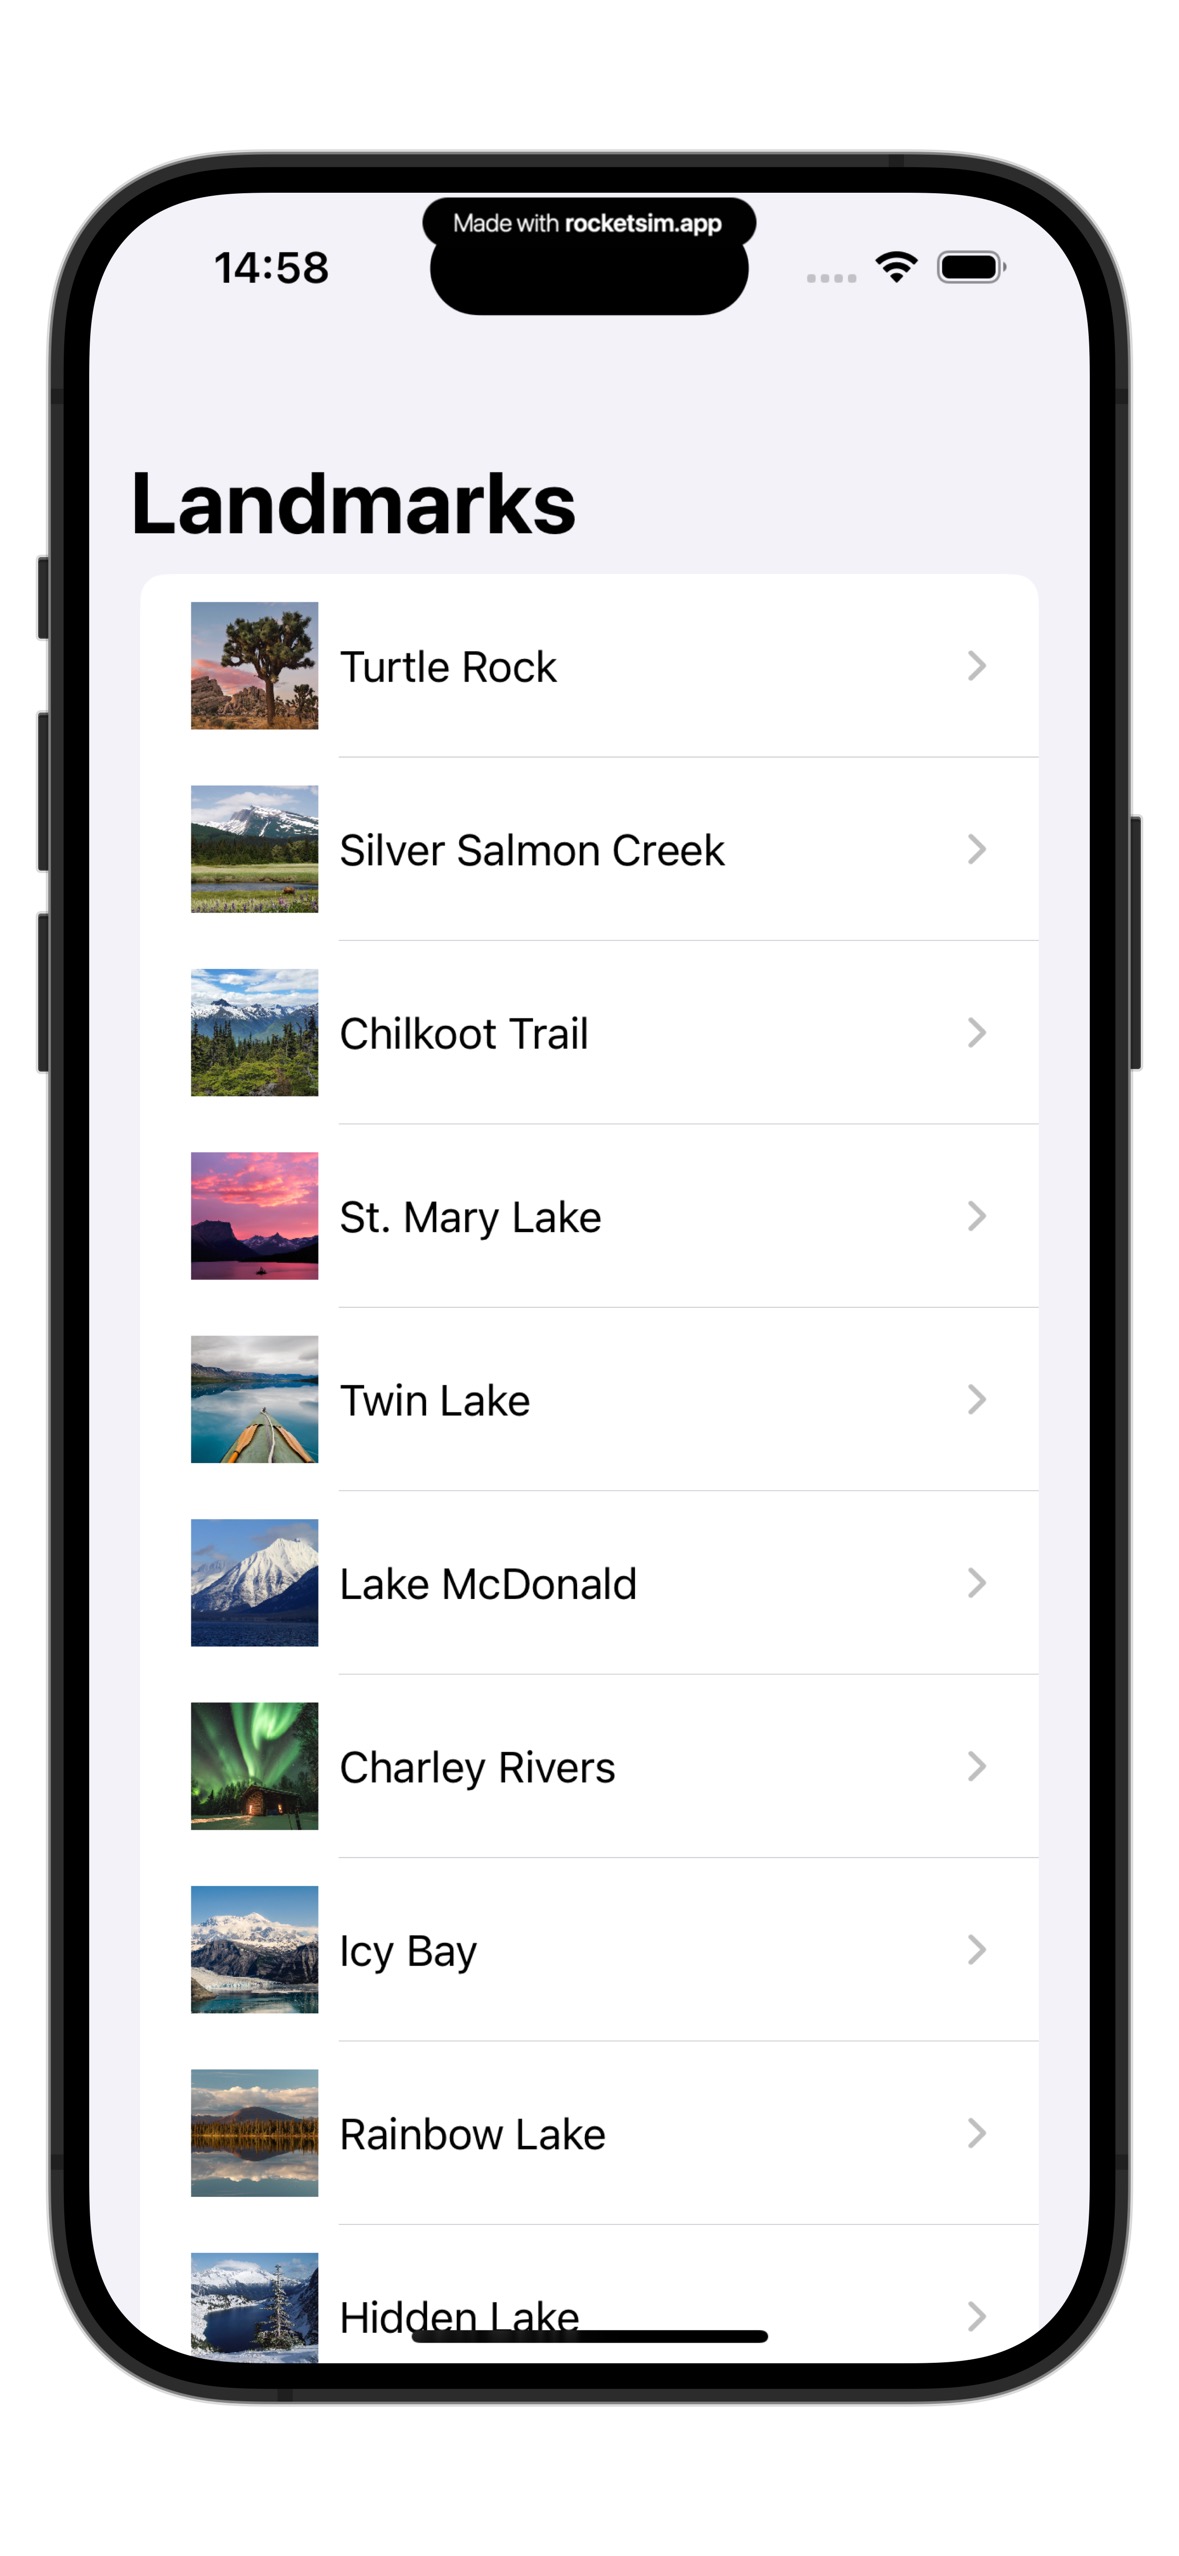 Made with rocketsim.app
14:58
Landmarks
Turtle Rock
Silver Salmon Creek
Chilkoot Trail
St. Mary Lake
Twin Lake
Lake McDonald
Charley Rivers
Icy Bay
Rainbow Lake
Hidden Lake